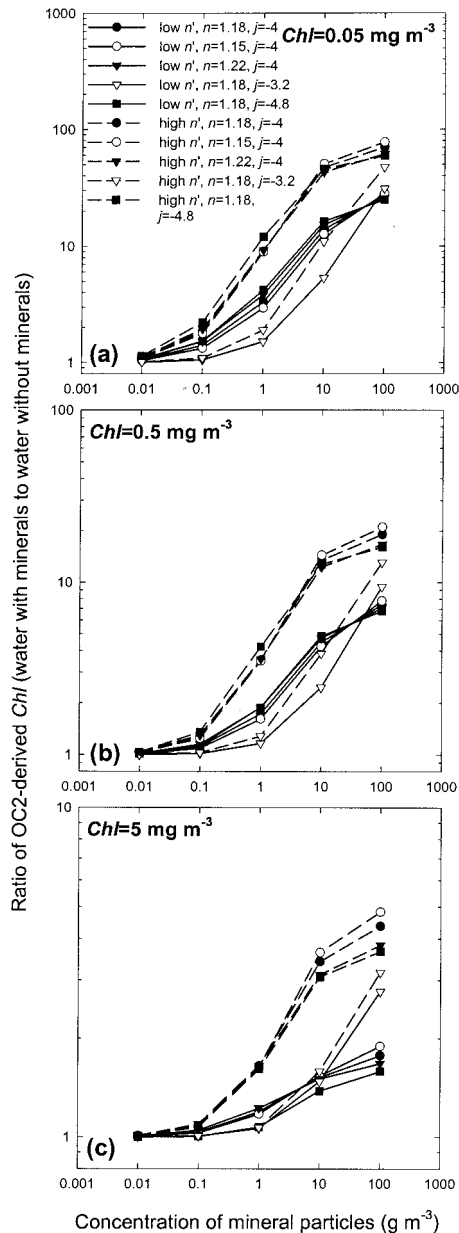 Ratio of OC2-derived Chl (water with minerals to water without minerals)
1000
100
10
1
Chl=0.05 mg m⁻³
low n', n=1.18, j=-4
low n', n=1.15, j=-4
low n', n=1.22, j=-4
low n', n=1.18, j=-3.2
low n', n=1.18, j=-4.8
high n', n=1.18, j=-4
high n', n=1.15, j=-4
high n', n=1.22, j=-4
high n', n=1.18, j=-3.2
high n', n=1.18,
j=-4.8
(a)
0.001 0.01 0.1 1 10 100 1000
100
10
1
Chl=0.5 mg m⁻³
(b)
0.001 0.01 0.1 1 10 100 1000
10
1
Chl=5 mg m⁻³
(c)
0.001 0.01 0.1 1 10 100 1000
Concentration of mineral particles (g m⁻³)